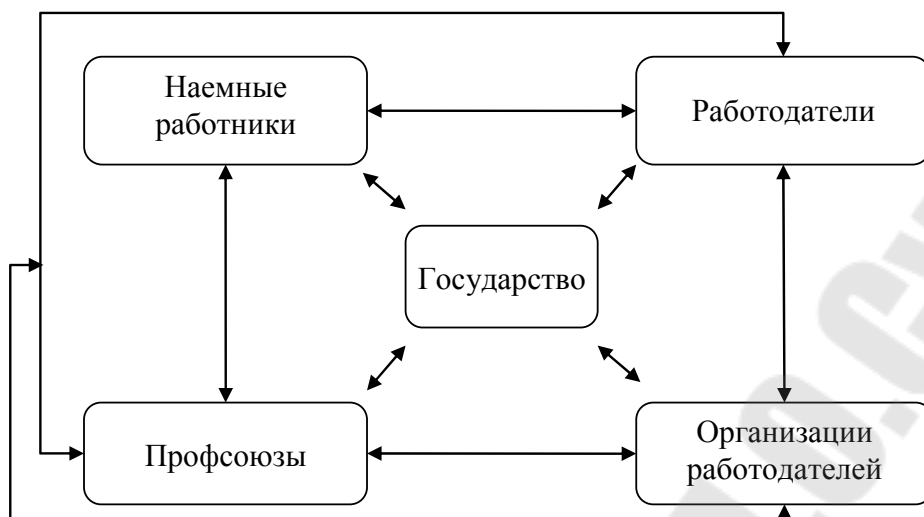 Наемные
работники
Работодатели
Государство
Профсоюзы
Организации
работодателей